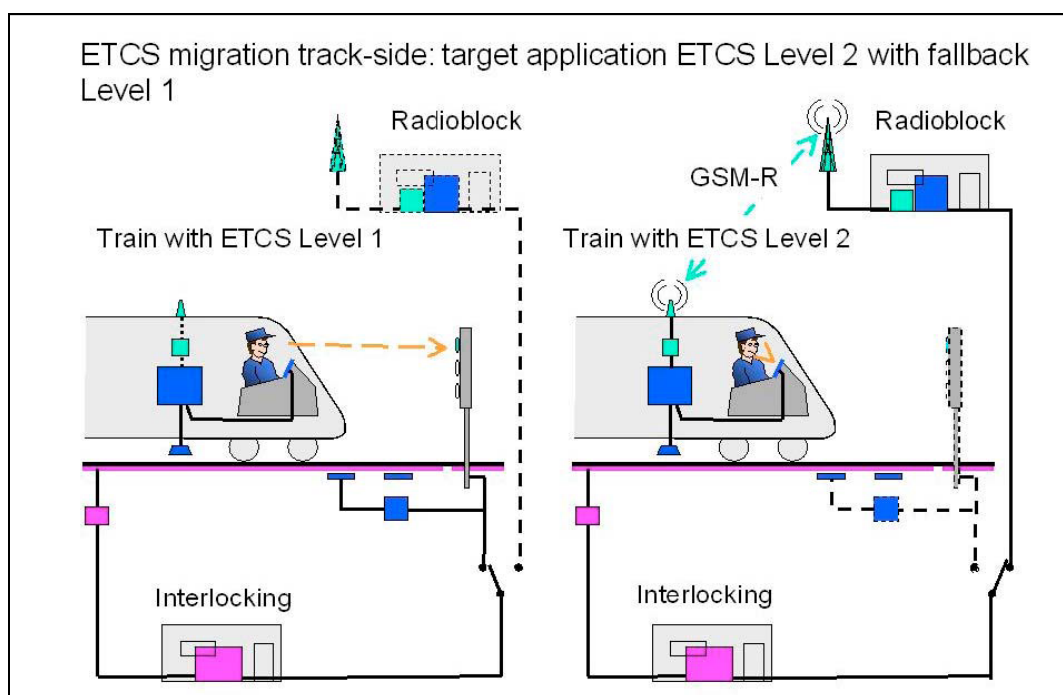 ETCS migration track-side: target application ETCS Level 2 with fallback
Level 1
Radioblock
Radioblock
GSM-R
Train with ETCS Level 1
Train with ETCS Level 2
Interlocking
Interlocking